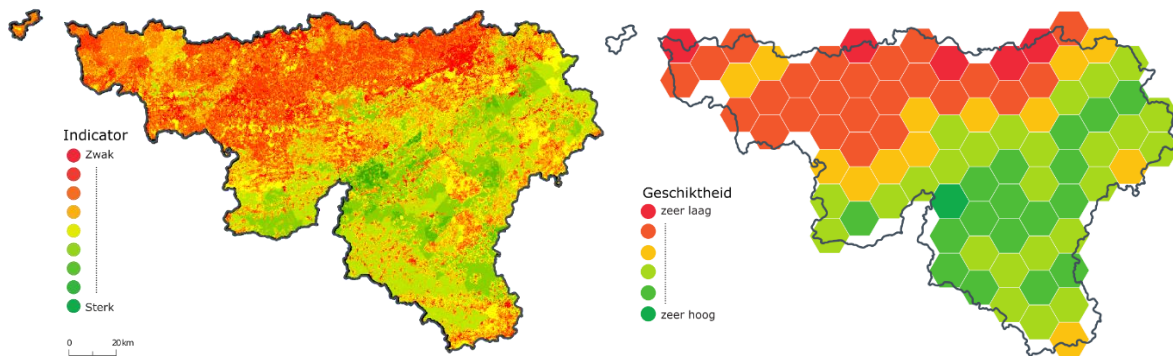 Indicator
Zwak
Sterk
0 20km
Geschiktheid
zeer laag
zeer hoog